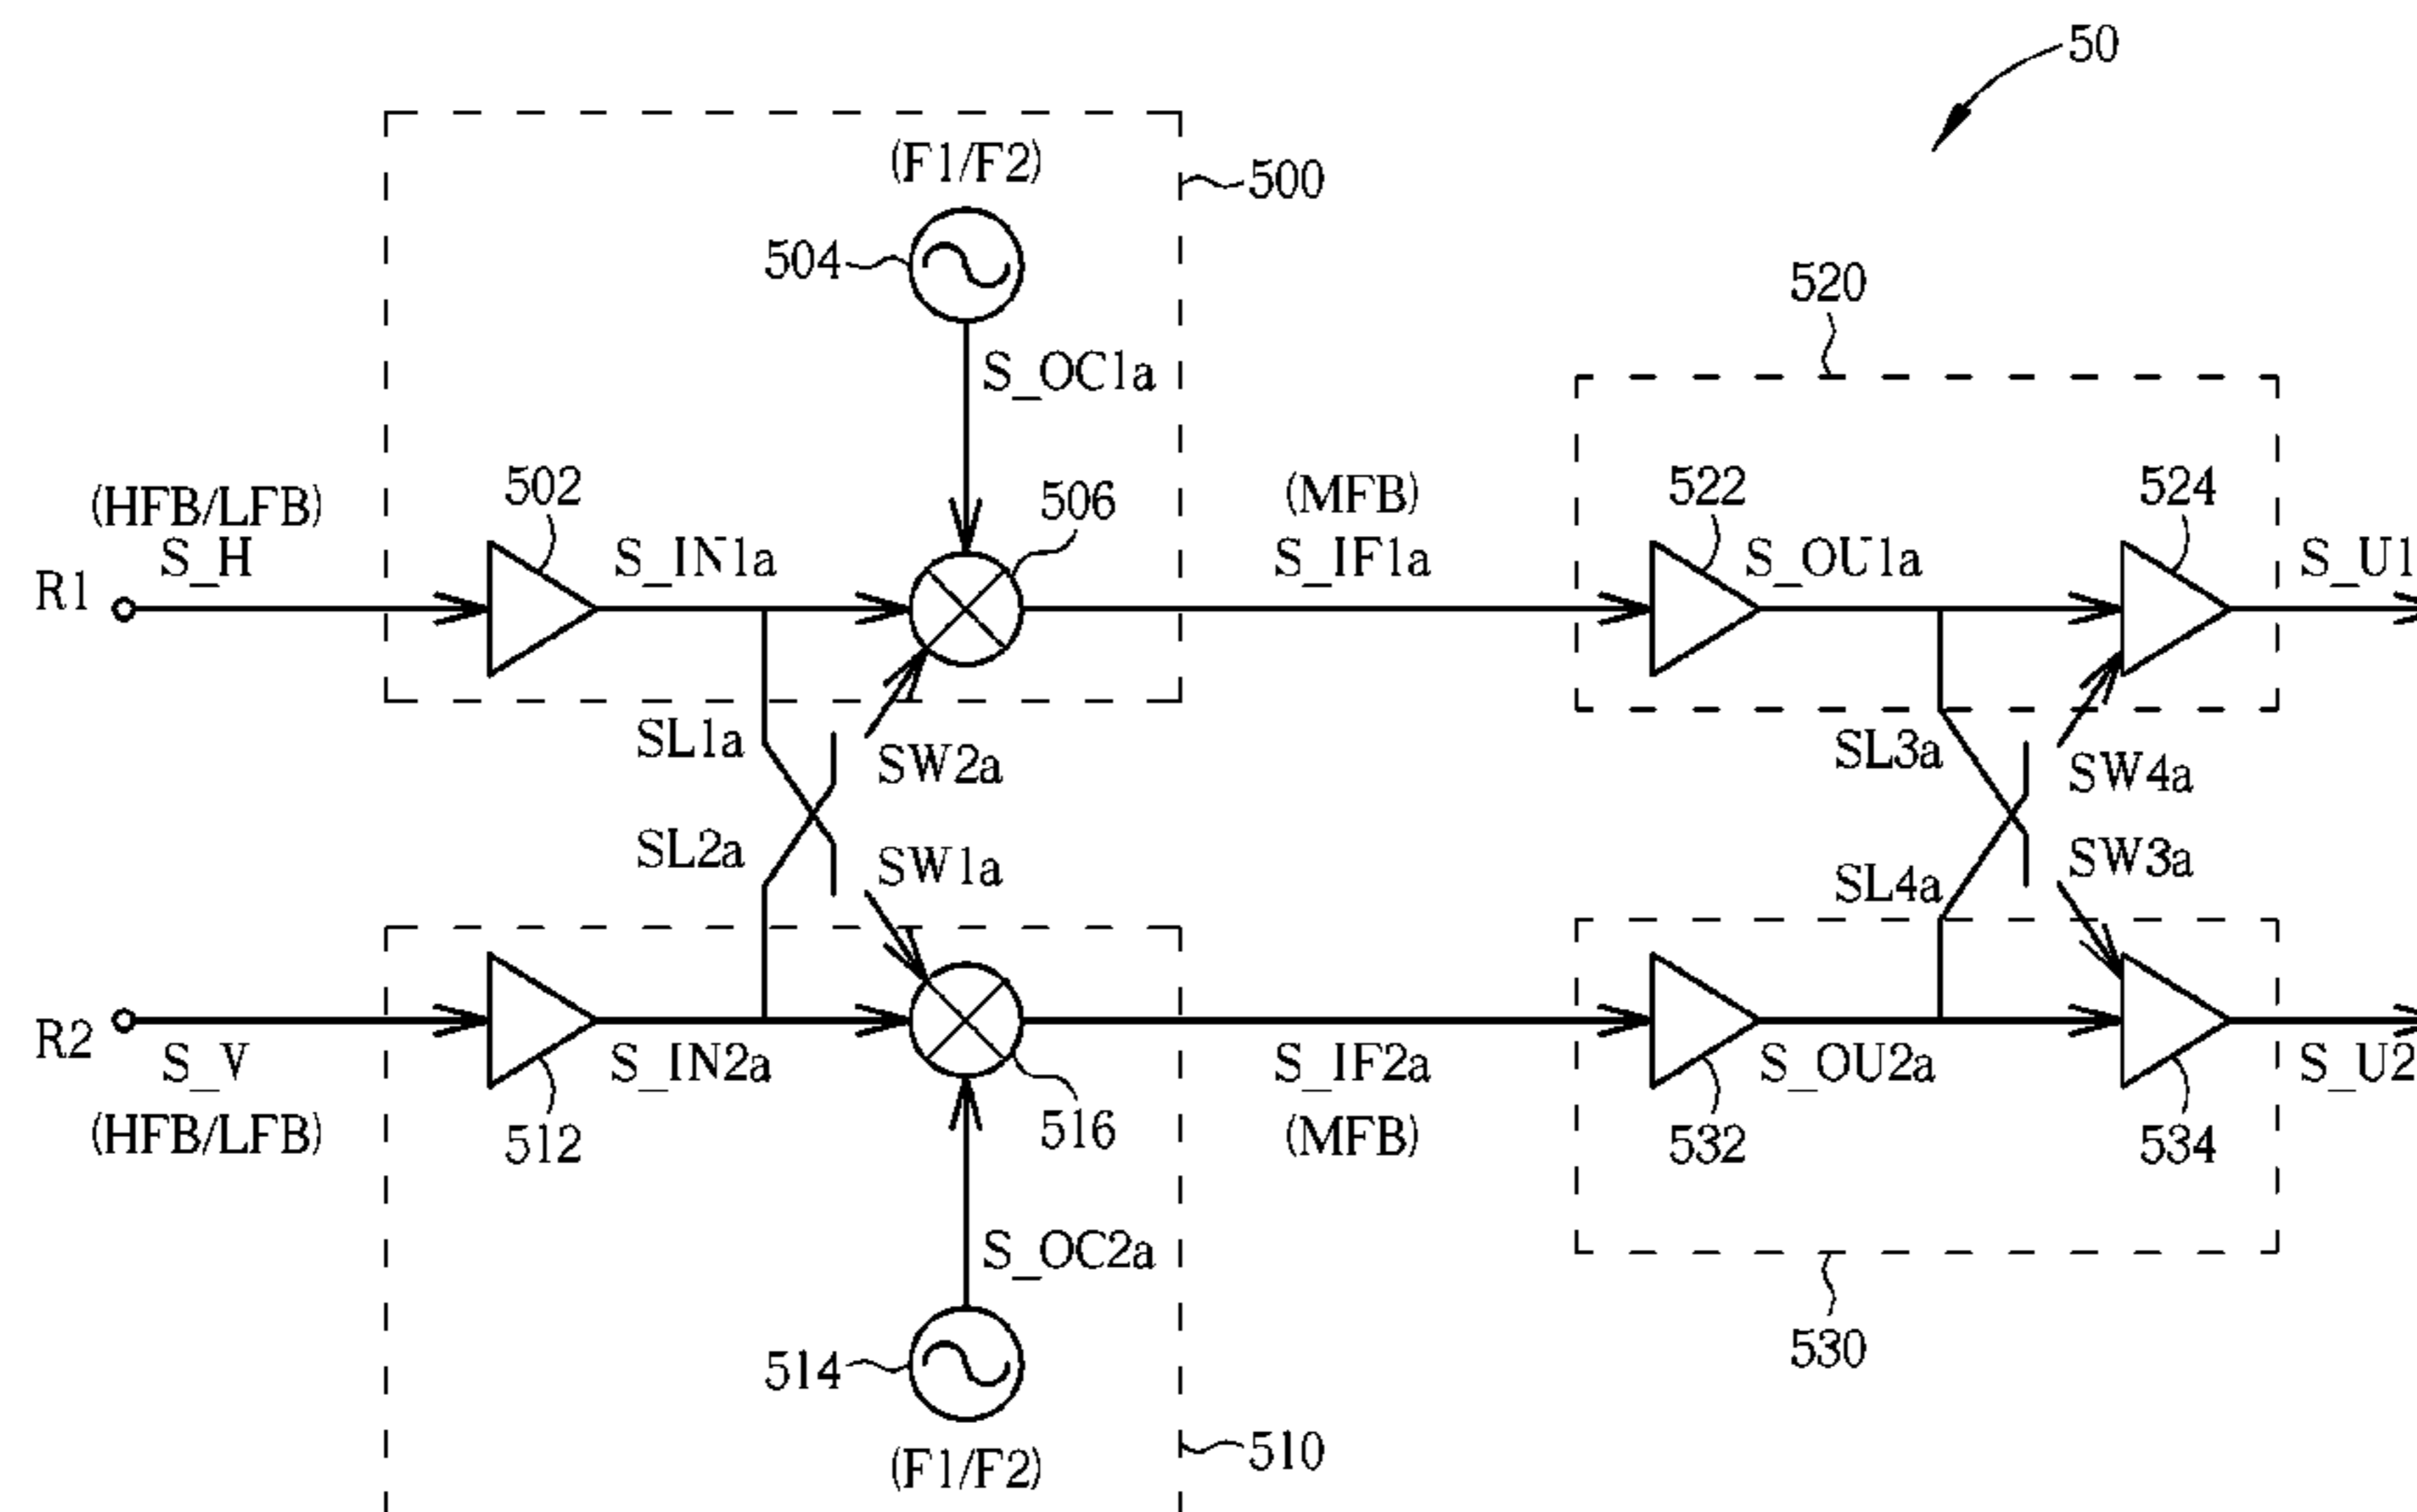 50
(F1/F2)
500
504
520
S_OC1a
(HFB/LFB)
502
506
(MFB)
522
524
S_H
S_IN1a
S_IF1a
S_OU1a
S_U1
R1
SL1a
SW2a
SL3a
SW4a
SL2a
SW1a
SL4a
SW3a
R2
S_V
S_IN2a
S_IF2a
S_OU2a
S_U2
(HFB/LFB)
512
516
(MFB)
532
534
S_OC2a
514
530
(F1/F2)
510